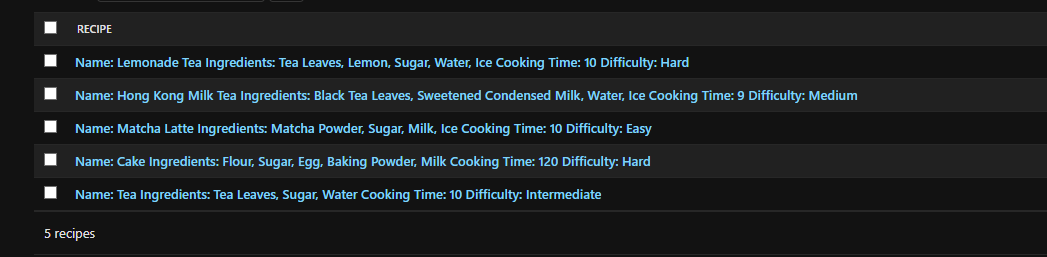 RECIPE
Name: Lemonade Tea Ingredients: Tea Leaves, Lemon, Sugar, Water, Ice Cooking Time: 10 Difficulty: Hard
Name: Hong Kong Milk Tea Ingredients: Black Tea Leaves, Sweetened Condensed Milk, Water, Ice Cooking Time: 9 Difficulty: Medium
Name: Matcha Latte Ingredients: Matcha Powder, Sugar, Milk, Ice Cooking Time: 10 Difficulty: Easy
Name: Cake Ingredients: Flour, Sugar, Egg, Baking Powder, Milk Cooking Time: 120 Difficulty: Hard
Name: Tea Ingredients: Tea Leaves, Sugar, Water Cooking Time: 10 Difficulty: Intermediate
5 recipes